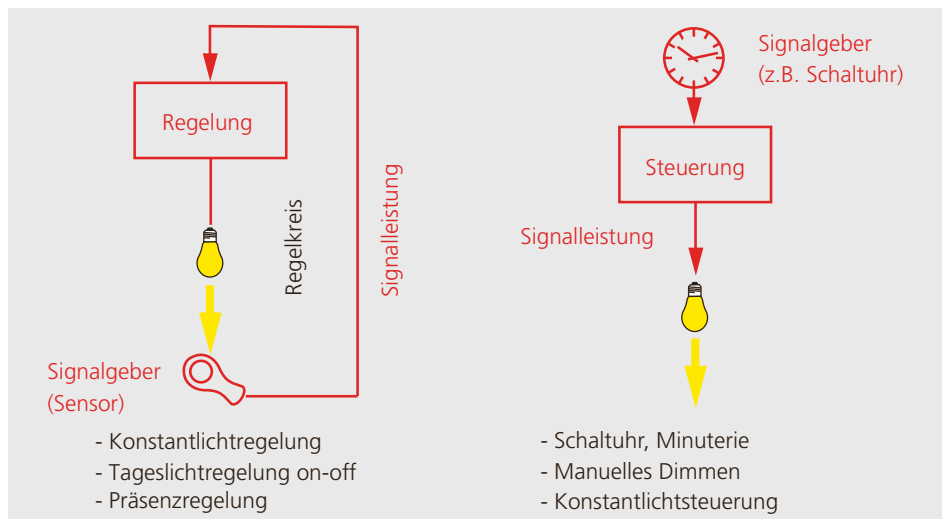 Regelung
Regelkreis
Signalleistung
Signalgeber
(Sensor)
- Konstantlichtregelung
- Tageslichtregelung on-off
- Präsenzregelung
Signalgeber
(z.B. Schaltuhr)
Steuerung
Signalleistung
- Schaltuhr, Minuterie
- Manuelles Dimmen
- Konstantlichtsteuerung